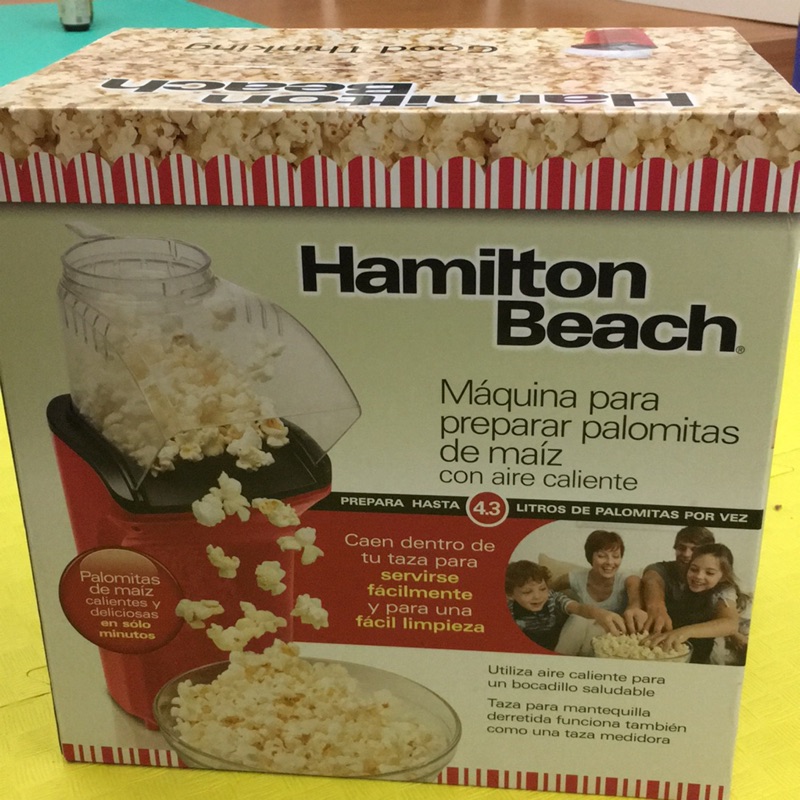 Good Thinking
Hamilton
Beach
Hamilton
Beach®
Máquina para
preparar palomitas
de maíz
con aire caliente
PREPARA HASTA 4.3 LITROS DE PALOMITAS POR VEZ
Caen dentro de
tu taza para
servirse
fácilmente
y para una
fácil limpieza
Palomitas
de maíz
calientes y
deliciosas
en sólo
minutos
Utiliza aire caliente para
un bocadillo saludable
Taza para mantequilla
derretida funciona también
como una taza medidora